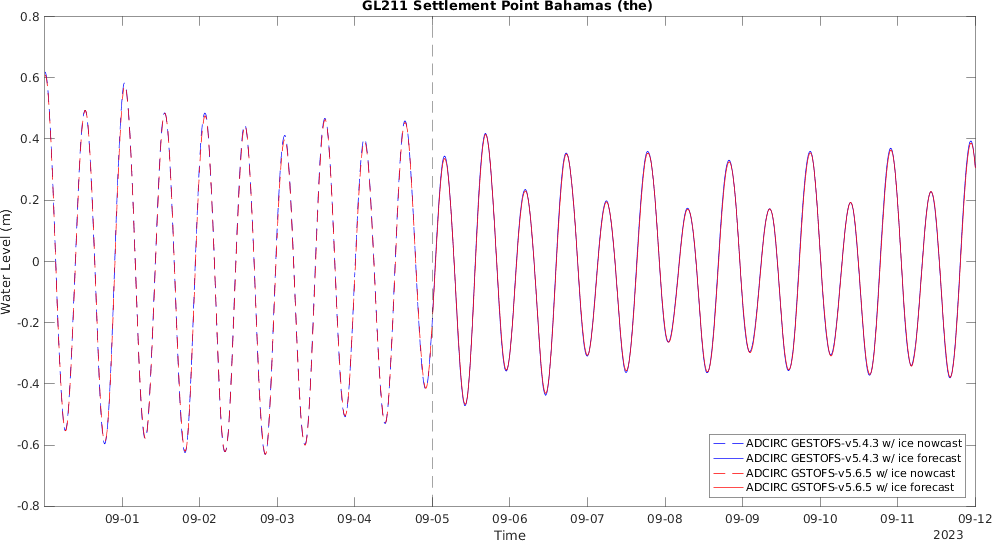 GL211 Settlement Point Bahamas (the)
0.8
0.6
0.4
0.2
0
-0.2
-0.4
-0.6
-0.8
Water Level (m)
ADCIRC GESTOFS-v5.4.3 w/ ice nowcast
ADCIRC GESTOFS-v5.4.3 w/ ice forecast
ADCIRC GSTOFS-v5.6.5 w/ ice nowcast
ADCIRC GSTOFS-v5.6.5 w/ ice forecast
09-01 09-02 09-03 09-04 09-05 09-06 09-07 09-08 09-09 09-10 09-11 09-12
Time
2023